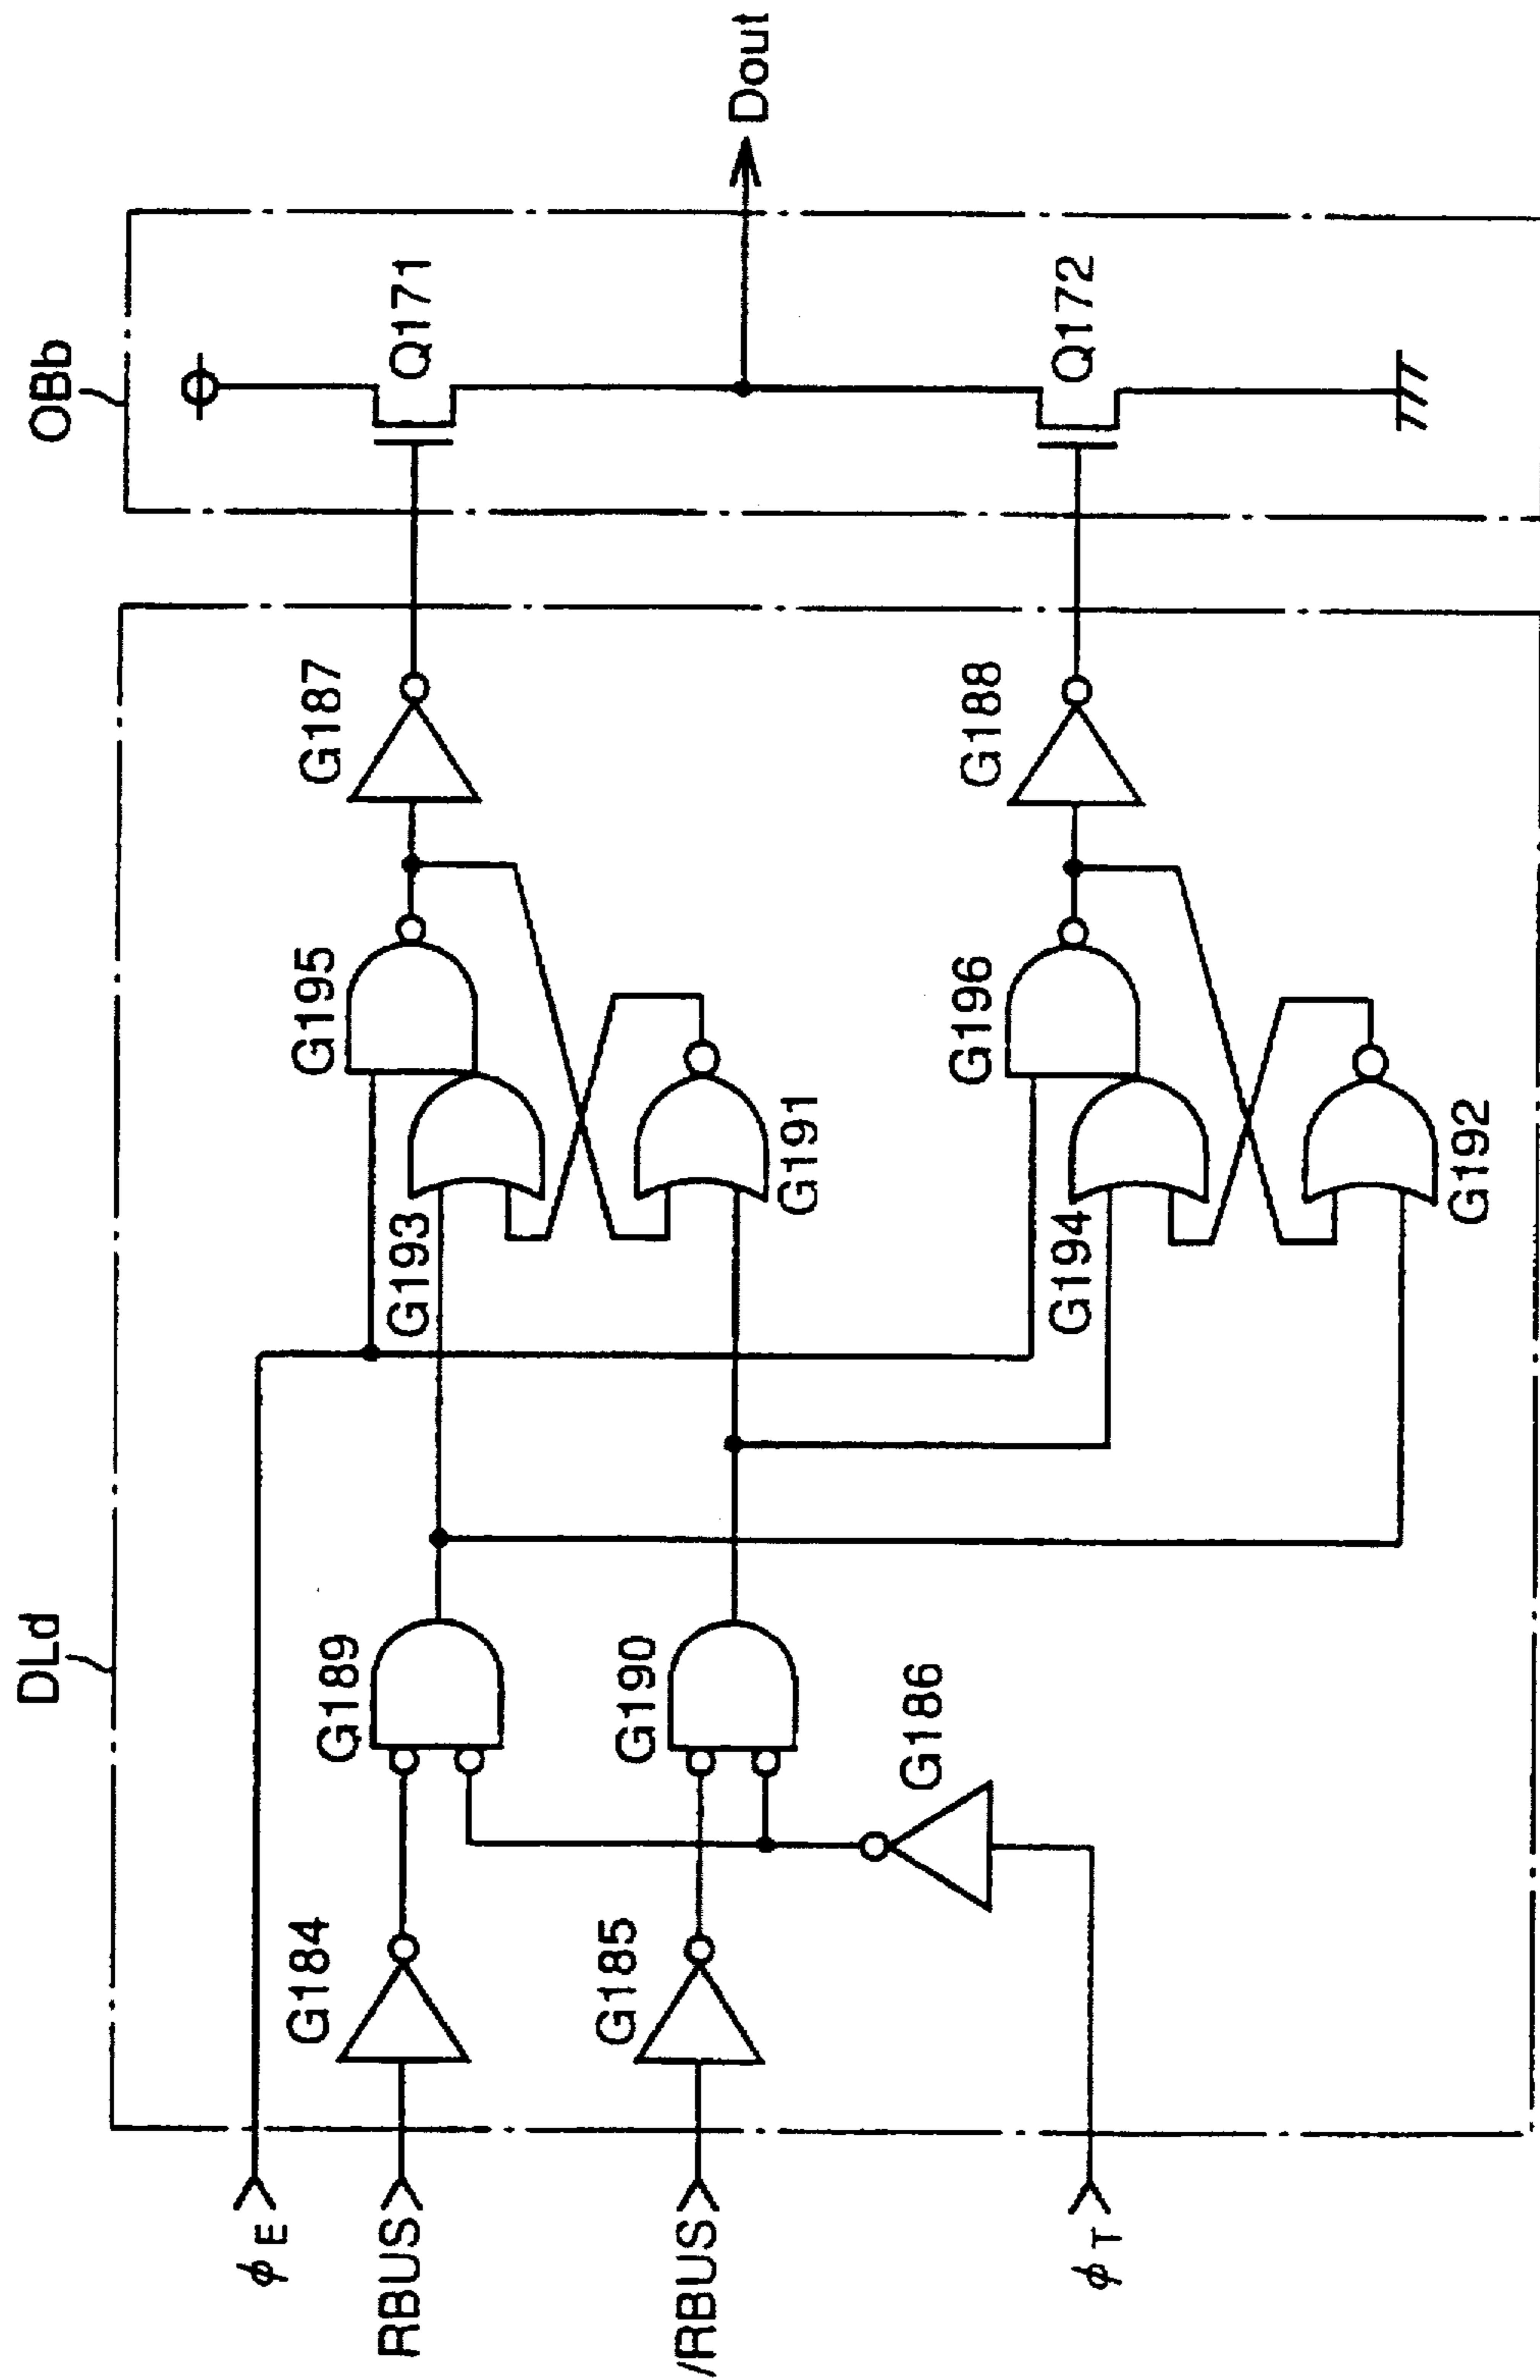 DLd
OBb
φE
RBUS
/RBUS
φT
G184
G185
G186
G189
G190
G193
G195
G191
G194
G196
G192
G187
G188
Q171
Q172
Dout